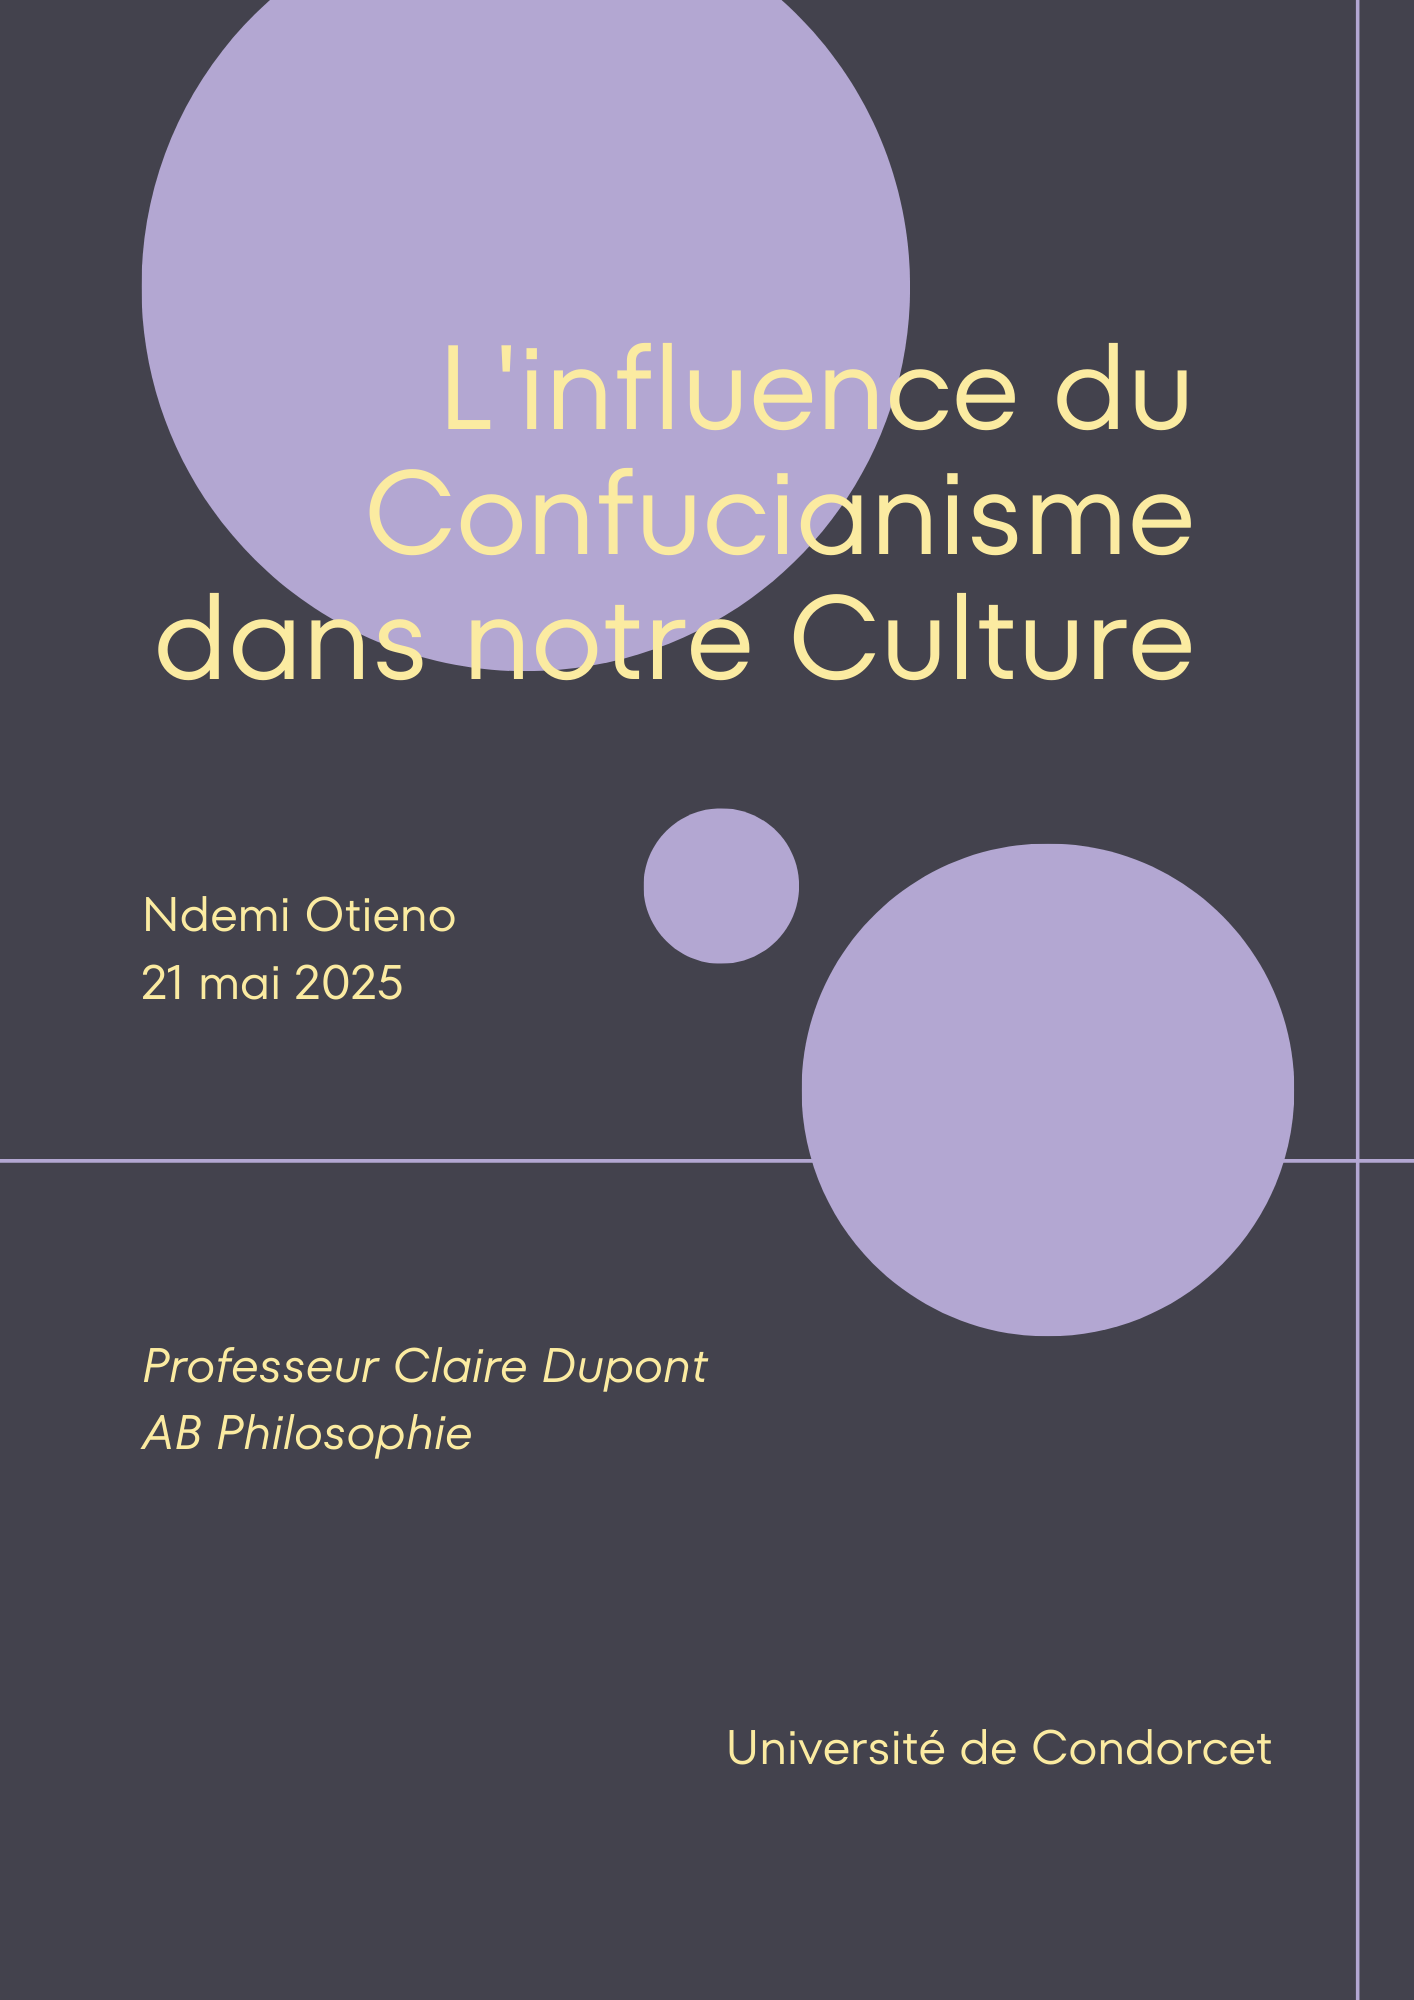 L'influence du
Confucianisme
dans notre Culture
Ndemi Otieno
21 mai 2025
Professeur Claire Dupont
AB Philosophie
Université de Condorcet